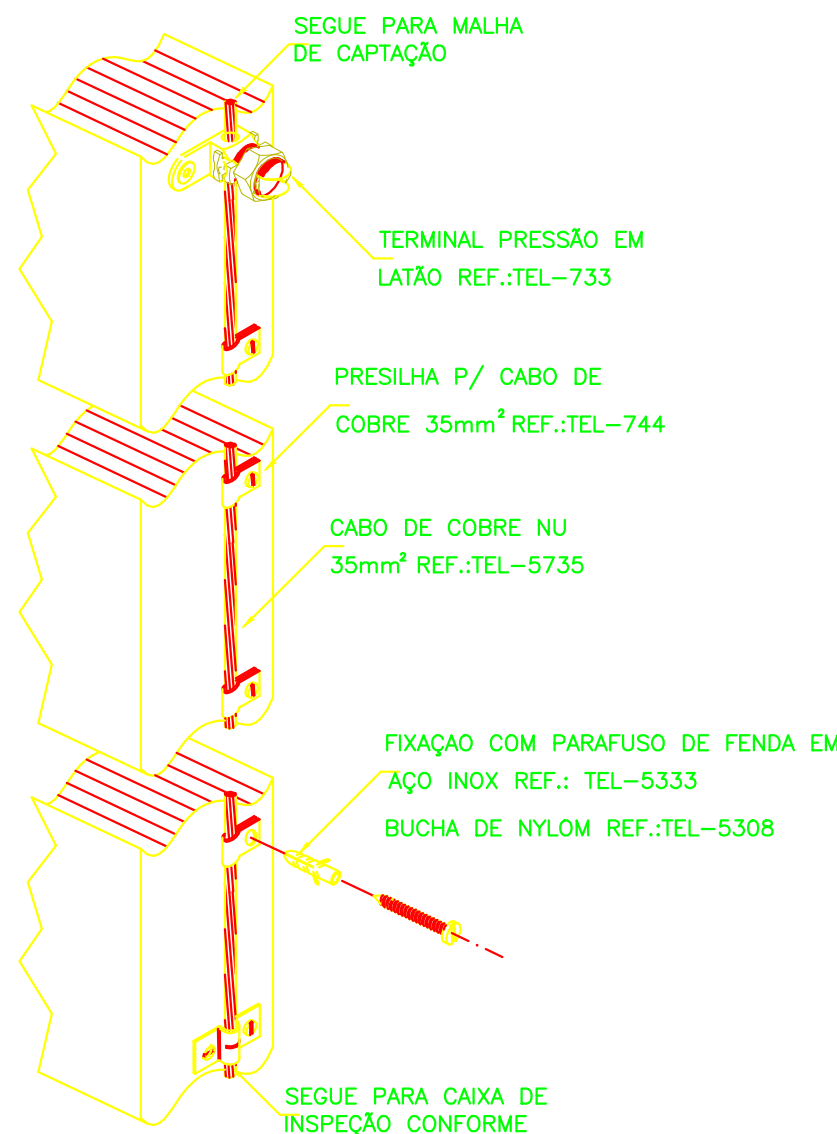 SEGUE PARA MALHA
DE CAPTAÇÃO
TERMINAL PRESSÃO EM
LATÃO REF.:TEL-733
PRESILHA P/ CABO DE
COBRE 35mm² REF.:TEL-744
CABO DE COBRE NU
35mm² REF.:TEL-5735
FIXAÇAO COM PARAFUSO DE FENDA EM
AÇO INOX REF.: TEL-5333
BUCHA DE NYLOM REF.:TEL-5308
SEGUE PARA CAIXA DE
INSPEÇÃO CONFORME